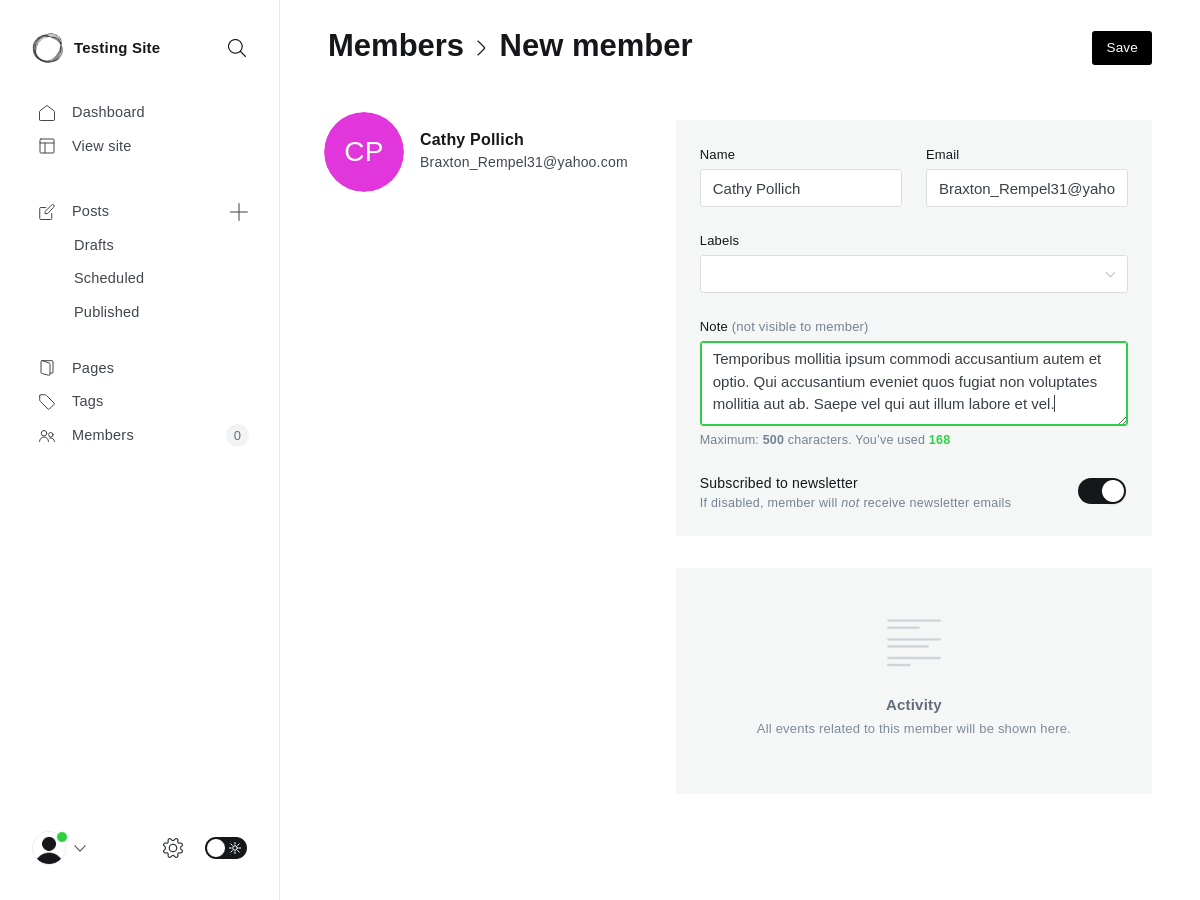 Testing Site
Dashboard
View site
Posts
Drafts
Scheduled
Published
Pages
Tags
Members
0
Members > New member
Save
CP
Cathy Pollich
Braxton_Rempel31@yahoo.com
Name
Email
Cathy Pollich
Braxton_Rempel31@yaho
Labels
Note (not visible to member)
Temporibus mollitia ipsum commodi accusantium autem et
optio. Qui accusantium eveniet quos fugiat non voluptates
mollitia aut ab. Saepe vel qui aut illum labore et vel.
Maximum: 500 characters. You’ve used 168
Subscribed to newsletter
If disabled, member will not receive newsletter emails
Activity
All events related to this member will be shown here.